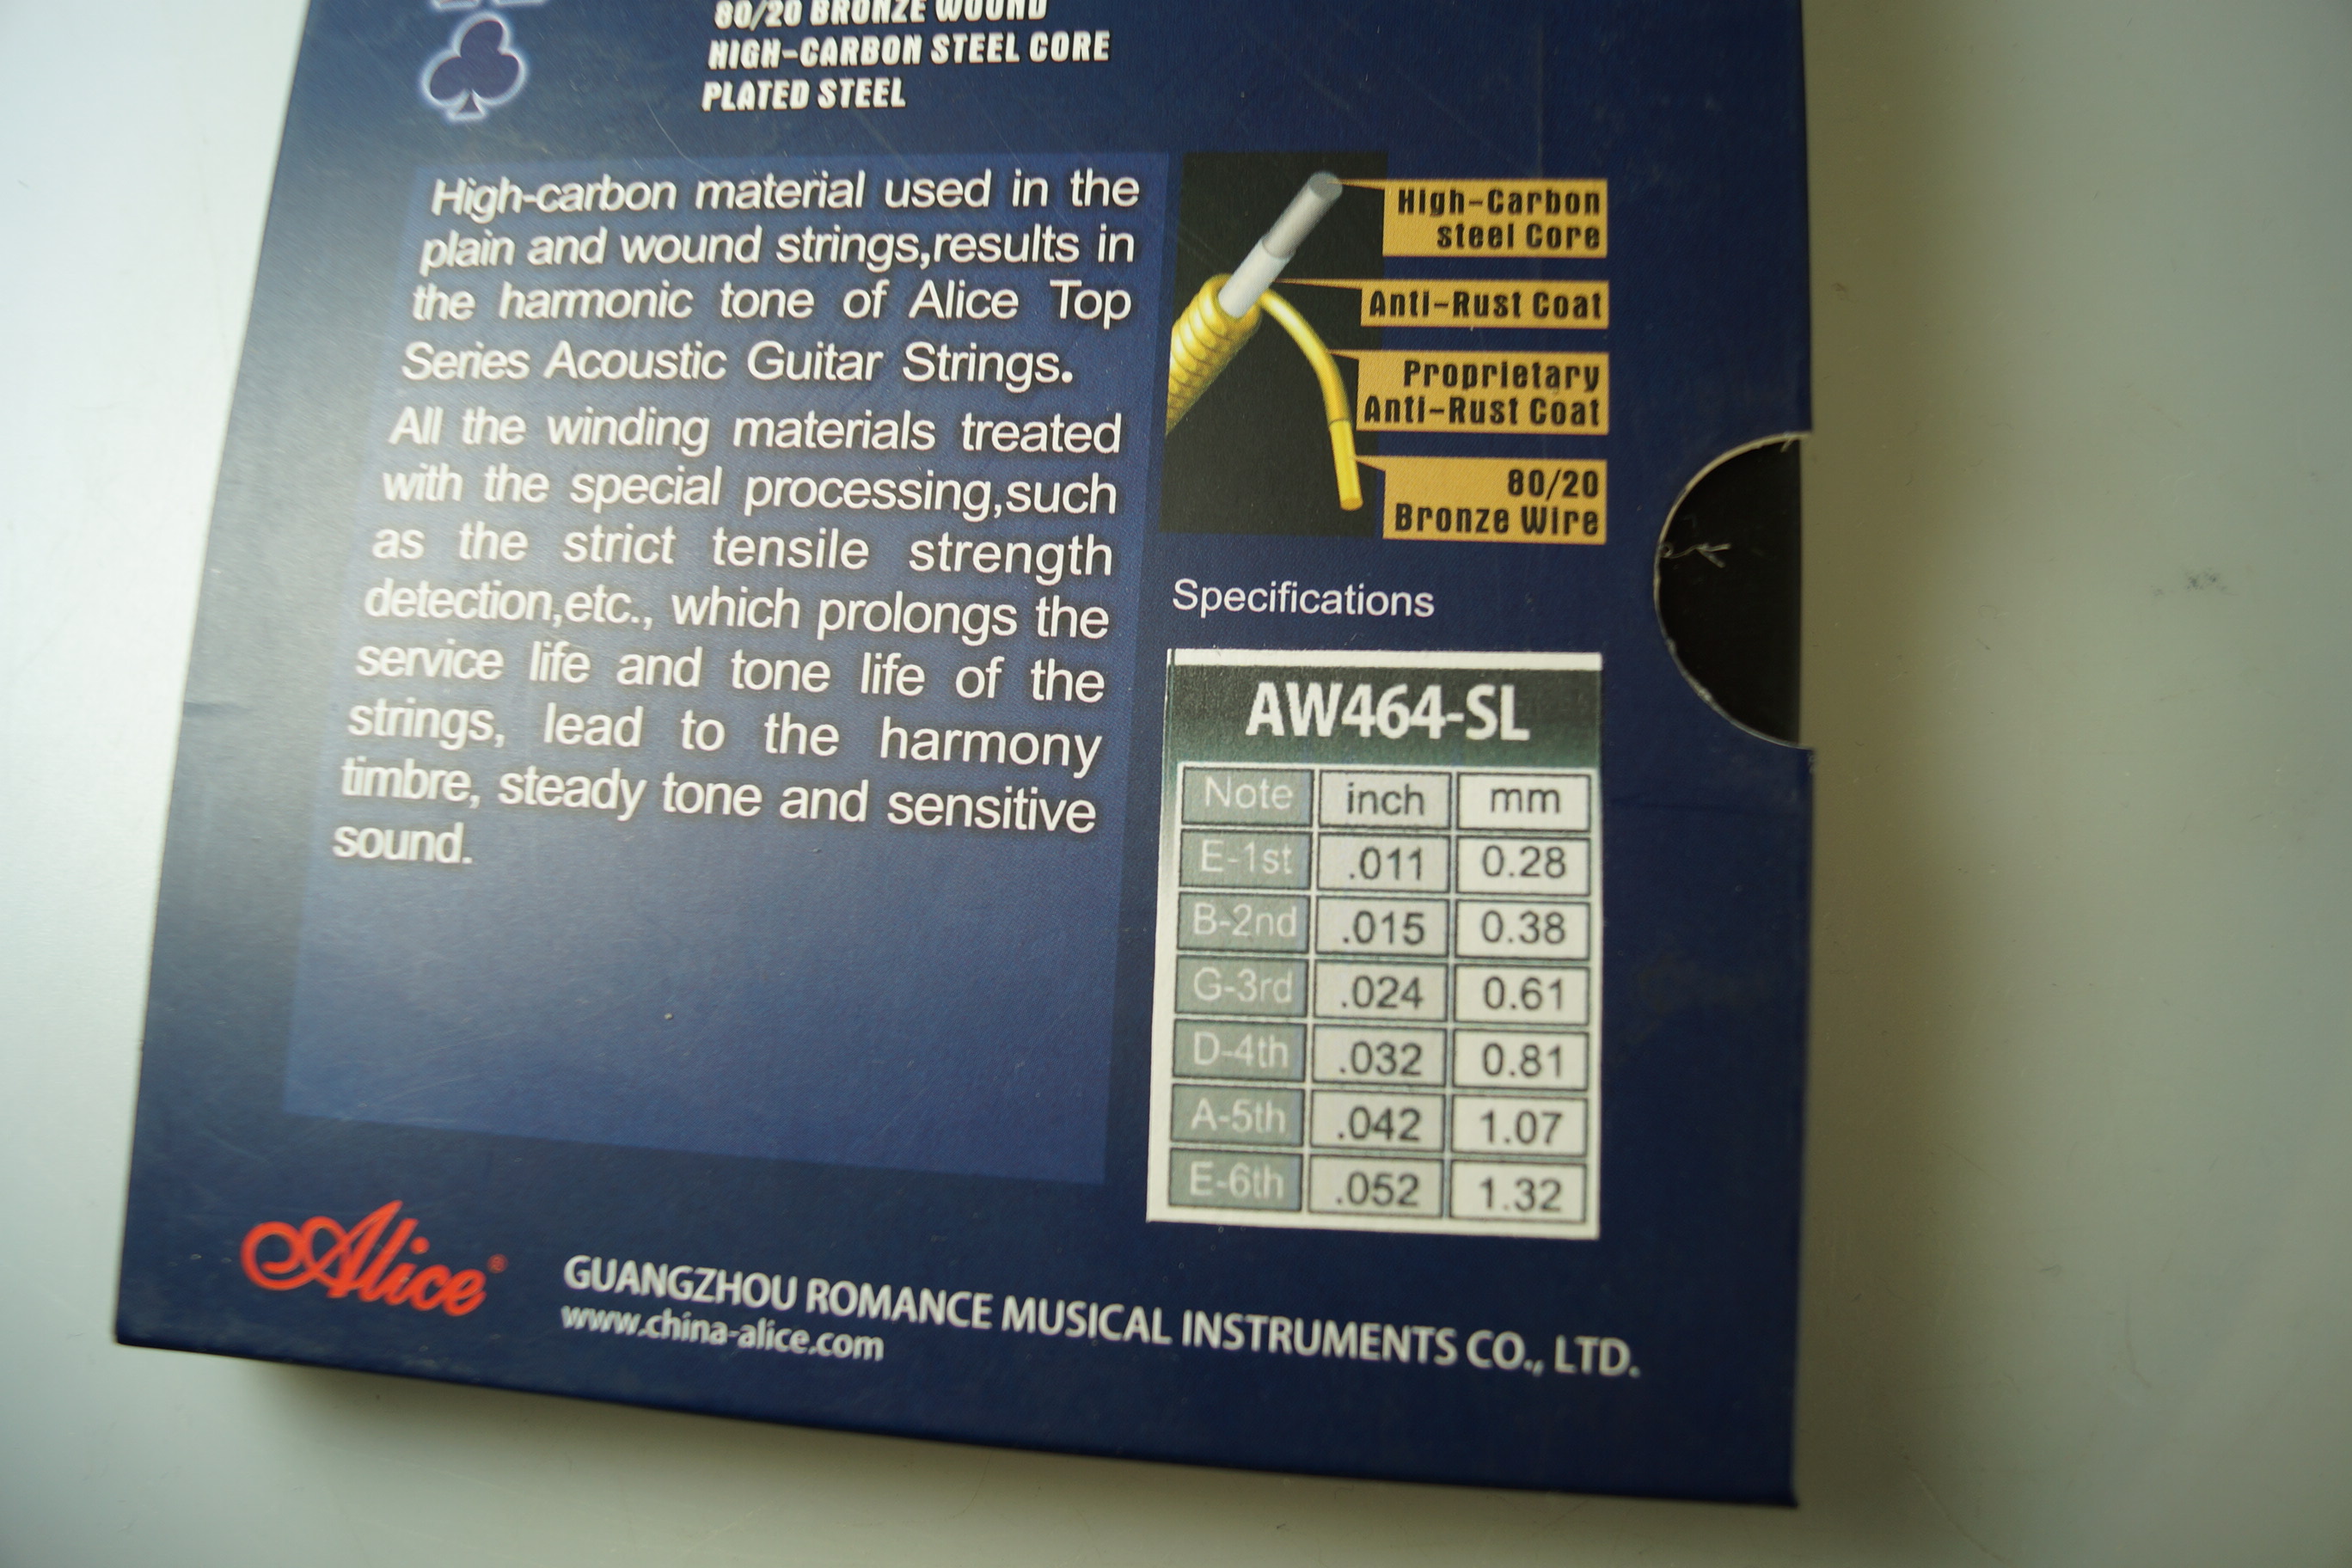 80/20 BRONZE WOUND
HIGH-CARBON STEEL CORE
PLATED STEEL
High-carbon material used in the
plain and wound strings,results in
the harmonic tone of Alice Top
Series Acoustic Guitar Strings.
All the winding materials treated
with the special processing,such
as the strict tensile strength
detection,etc., which prolongs the
service life and tone life of the
strings, lead to the harmony
timbre, steady tone and sensitive
sound.
High-Carbon
steel Core
Anti-Rust Coat
Proprietary
Anti-Rust Coat
80/20
Bronze Wire
Specifications
AW464-SL
Note inch mm
E-1st .011 0.28
B-2nd .015 0.38
G-3rd .024 0.61
D-4th .032 0.81
A-5th .042 1.07
E-6th .052 1.32
Alice®
GUANGZHOU ROMANCE MUSICAL INSTRUMENTS CO., LTD.
www.china-alice.com